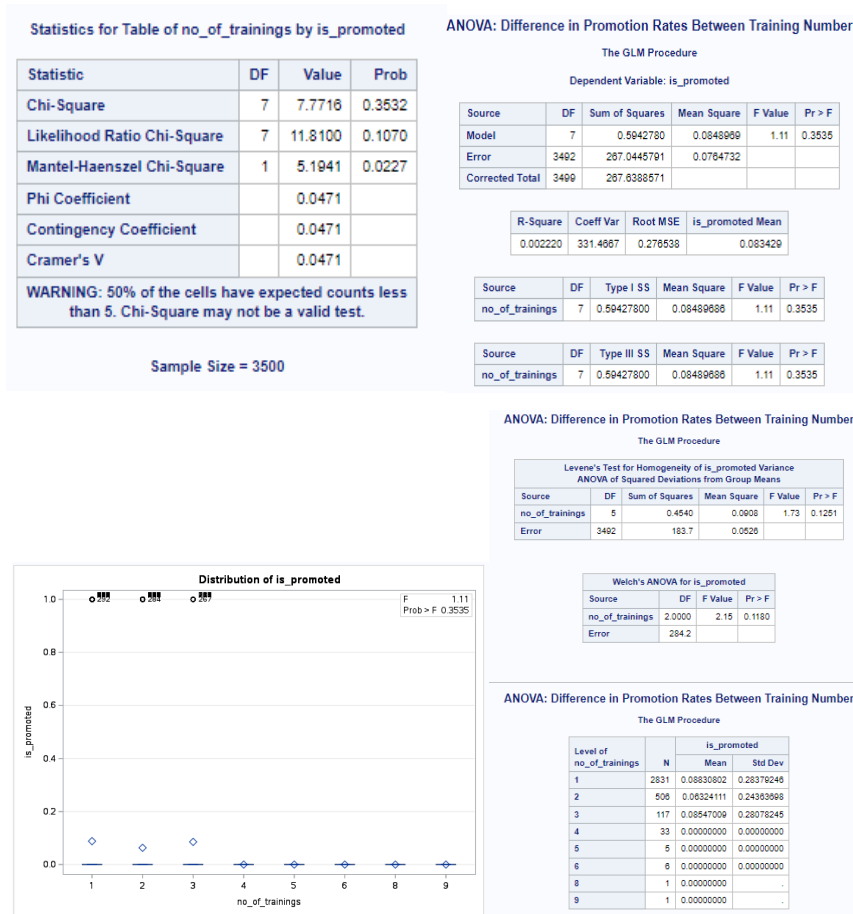 Statistics for Table of no_of_trainings by is_promoted
Statistic DF Value Prob
Chi-Square 7 7.7716 0.3532
Likelihood Ratio Chi-Square 7 11.8100 0.1070
Mantel-Haenszel Chi-Square 1 5.1941 0.0227
Phi Coefficient 0.0471
Contingency Coefficient 0.0471
Cramer's V 0.0471
WARNING: 50% of the cells have expected counts less
than 5. Chi-Square may not be a valid test.
Sample Size = 3500
ANOVA: Difference in Promotion Rates Between Training Number
The GLM Procedure
Dependent Variable: is_promoted
Source DF Sum of Squares Mean Square F Value Pr > F
Model 7 0.5942780 0.0848969 1.11 0.3535
Error 3492 267.0445791 0.0764732
Corrected Total 3499 267.6388571
R-Square Coeff Var Root MSE is_promoted Mean
0.002220 331.4667 0.276538 0.083429
Source DF Type I SS Mean Square F Value Pr > F
no_of_trainings 7 0.59427800 0.08489686 1.11 0.3535
Source DF Type III SS Mean Square F Value Pr > F
no_of_trainings 7 0.59427800 0.08489686 1.11 0.3535
ANOVA: Difference in Promotion Rates Between Training Number
The GLM Procedure
Levene's Test for Homogeneity of is_promoted Variance
ANOVA of Squared Deviations from Group Means
Source DF Sum of Squares Mean Square F Value Pr > F
no_of_trainings 5 0.4540 0.0908 1.73 0.1251
Error 3492 183.7 0.0526
Welch's ANOVA for is_promoted
Source DF F Value Pr > F
no_of_trainings 2.0000 2.15 0.1180
Error 284.2
Distribution of is_promoted
F 1.11
Prob > F 0.3535
292 284 267
is_promoted
1.0
0.8
0.6
0.4
0.2
0.0
1 2 3 4 5 6 8 9
no_of_trainings
ANOVA: Difference in Promotion Rates Between Training Number
The GLM Procedure
Level of
no_of_trainings N is_promoted
Mean Std Dev
1 2831 0.08830802 0.28379246
2 506 0.06324111 0.24363698
3 117 0.08547009 0.28078245
4 33 0.00000000 0.00000000
5 5 0.00000000 0.00000000
6 6 0.00000000 0.00000000
8 1 0.00000000 .
9 1 0.00000000 .